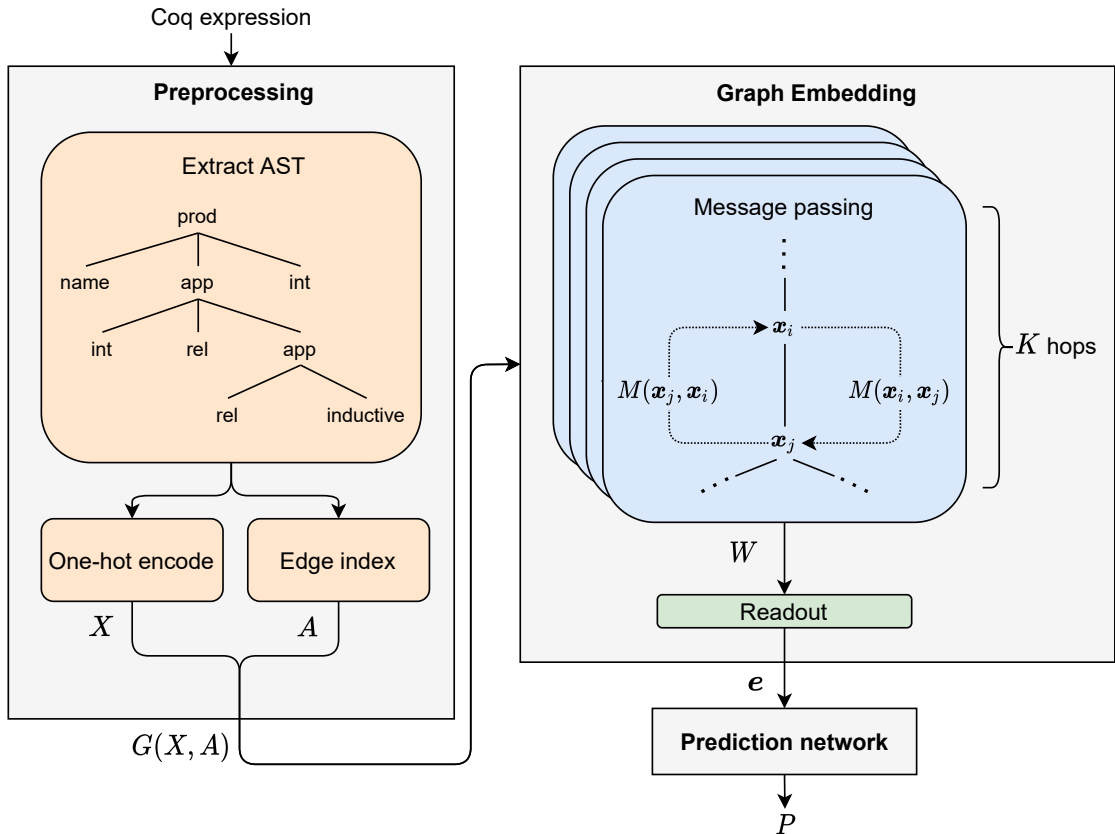 Coq expression
Preprocessing
Extract AST
prod
name app int
int rel app
rel inductive
One-hot encode
Edge index
X
A
G(X, A)
Graph Embedding
Message passing
x_i
M(x_j, x_i)
M(x_i, x_j)
x_j
K hops
W
Readout
e
Prediction network
P